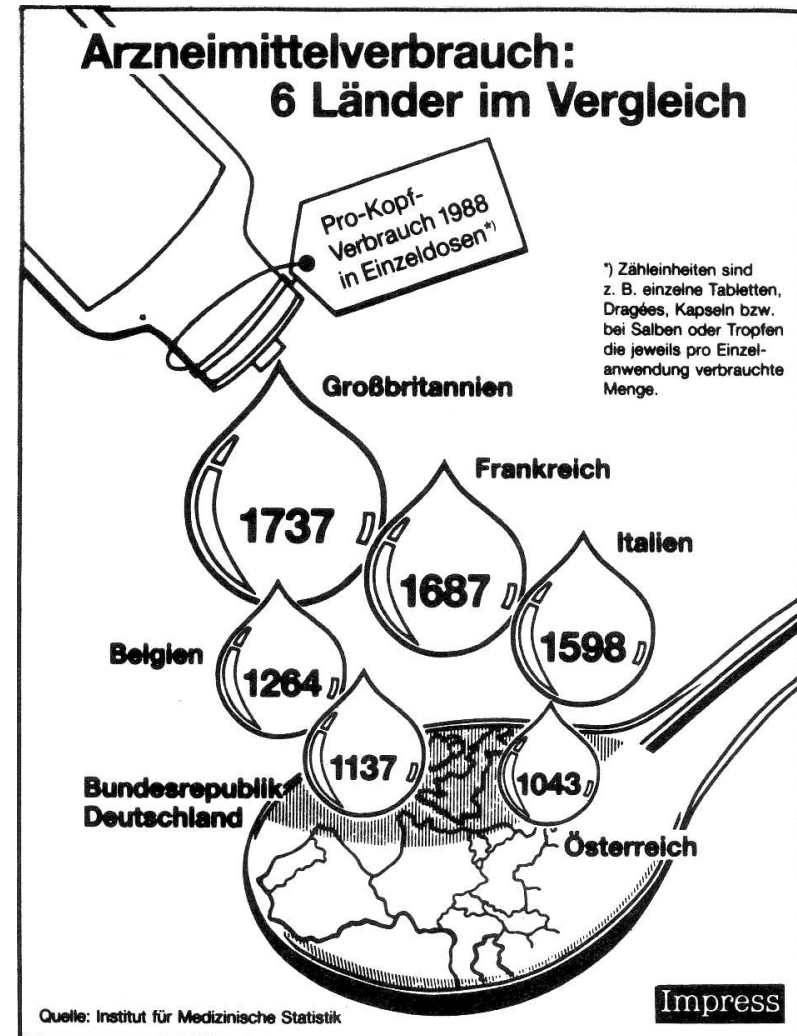 Arzneimittelverbrauch:
6 Länder im Vergleich
Pro-Kopf-
Verbrauch 1988
in Einzeldosen*)
*) Zähleinheiten sind
z. B. einzelne Tabletten,
Dragées, Kapseln bzw.
bei Salben oder Tropfen
die jeweils pro Einzel-
anwendung verbrauchte
Menge.
Großbritannien
1737
Frankreich
1687
Italien
1598
Belgien
1264
Bundesrepublik
Deutschland
1137
1043
Österreich
Quelle: Institut für Medizinische Statistik
Impress